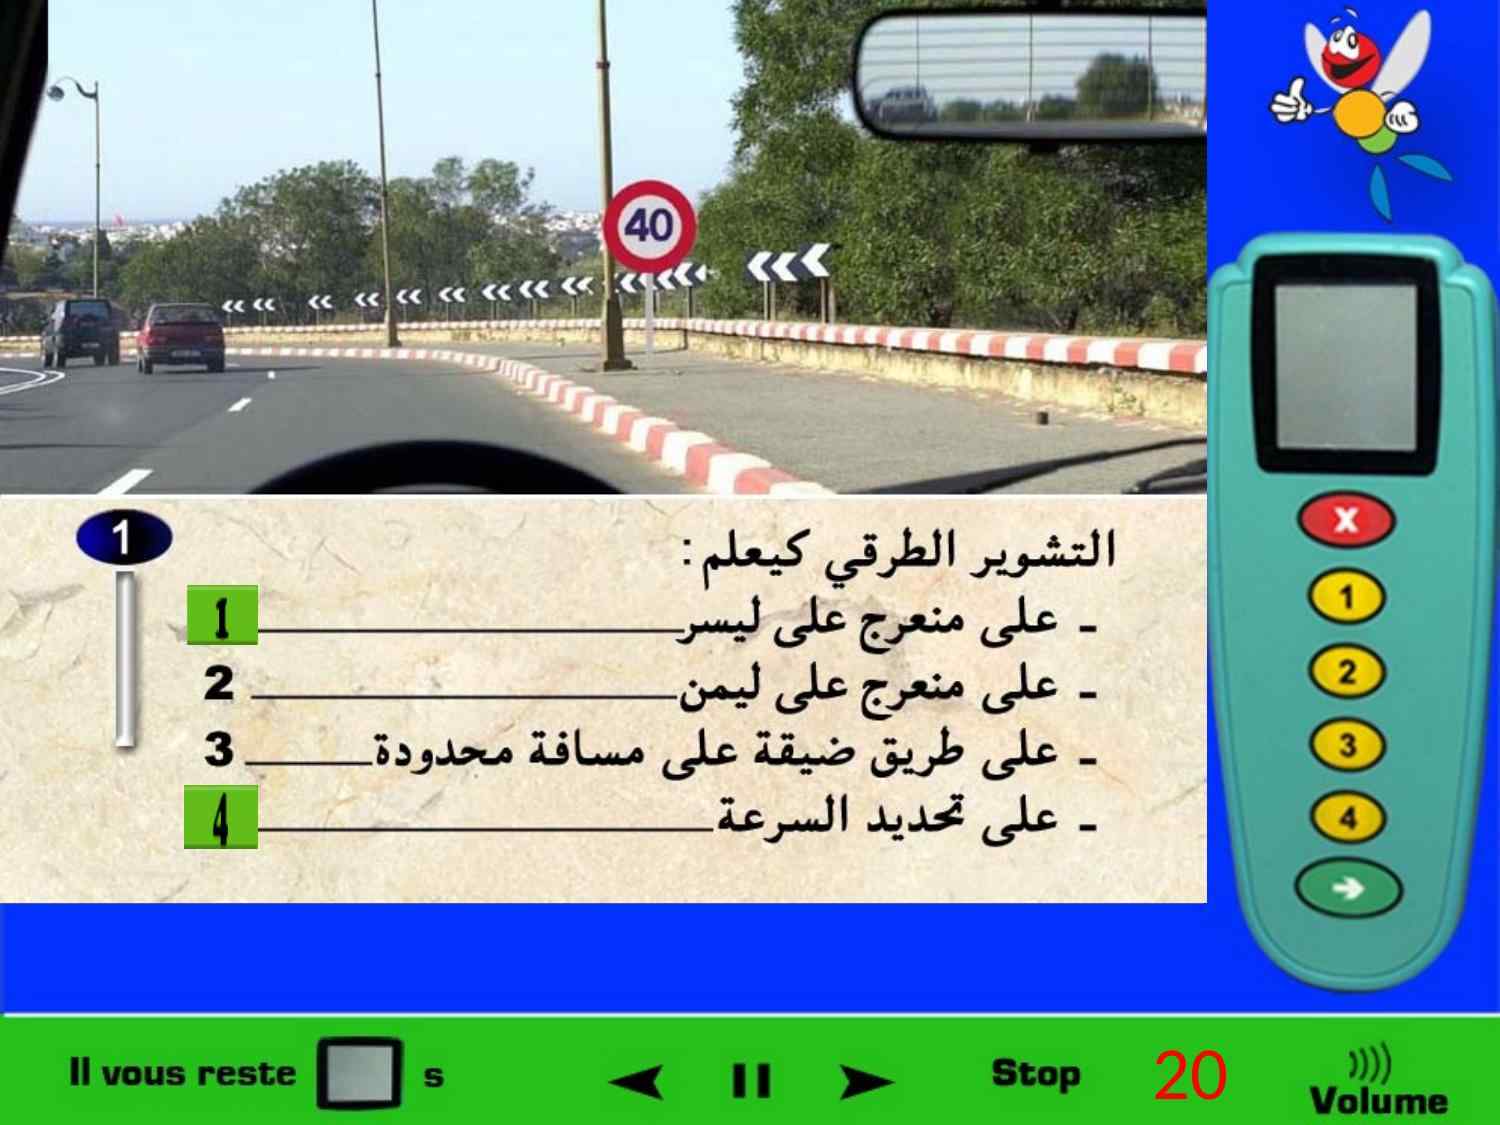 40
1
التشوير الطرقي كيعلم:
- على منعرج على ليسر 1
- على منعرج على ليمن 2
- على طريق ضيقة على مسافة محدودة 3
- على تحديد السرعة 4
X
1
2
3
4
Il vous reste s
Stop
20
Volume